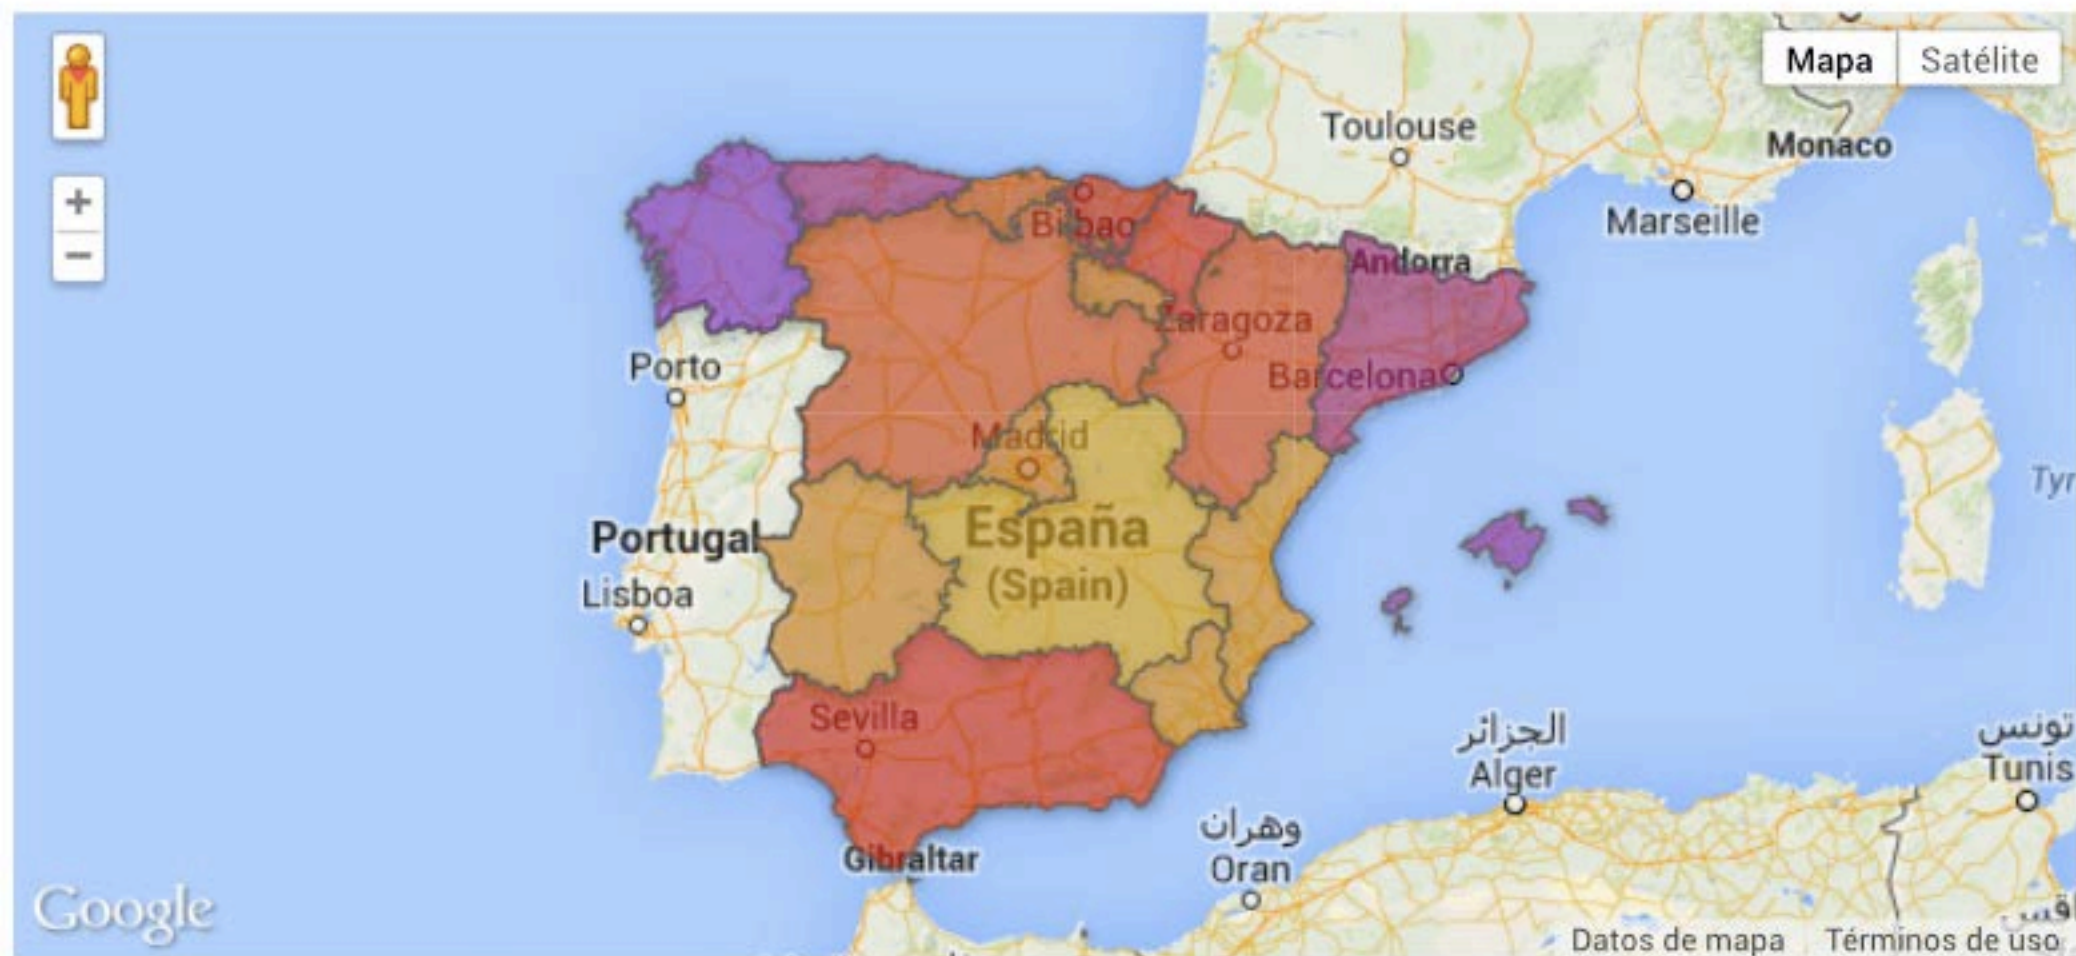 Mapa
Satélite
+
−
Toulouse
Monaco
Marseille
Bilbao
Andorra
Zaragoza
Porto
Barcelona
Madrid
España
(Spain)
Portugal
Lisboa
Sevilla
الجزائر
Alger
تونس
Tunis
Gibraltar
وهران
Oran
Google
Datos de mapa
Términos de uso